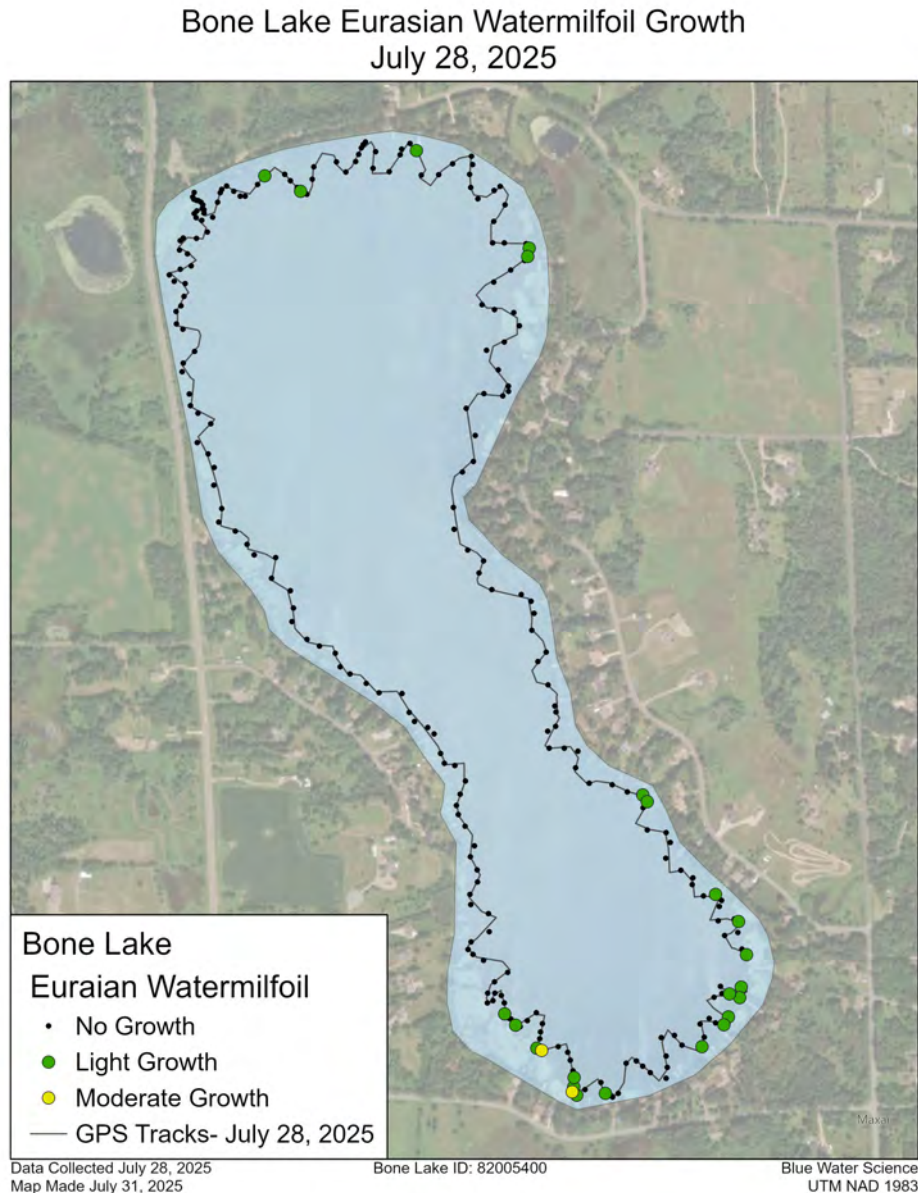 Bone Lake Eurasian Watermilfoil Growth
July 28, 2025
Bone Lake
Euraian Watermilfoil
No Growth
Light Growth
Moderate Growth
GPS Tracks- July 28, 2025
Maxar
Data Collected July 28, 2025
Bone Lake ID: 82005400
Blue Water Science
Map Made July 31, 2025
UTM NAD 1983